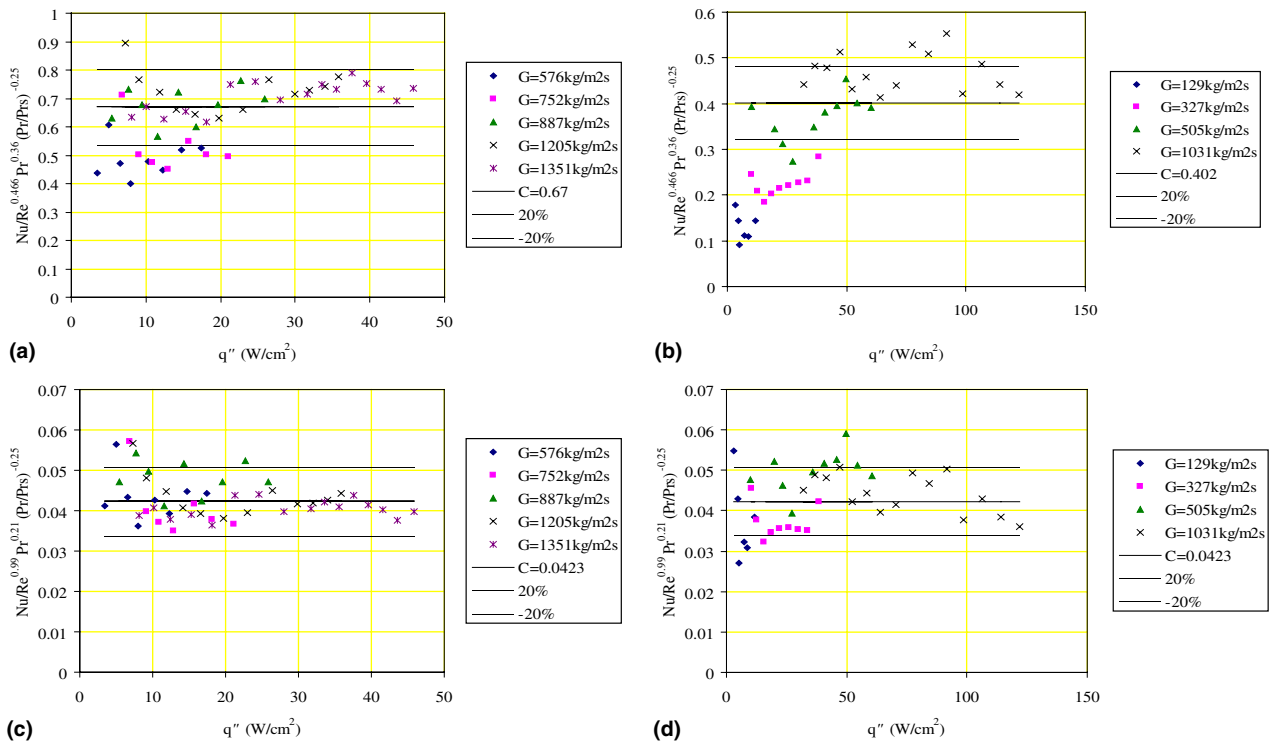 1
0.9
0.8
0.7
0.6
0.5
0.4
0.3
0.2
0.1
0
0 10 20 30 40 50
Nu/Re^0.466 Pr^0.36 (Pr/Prs)^-0.25
q″ (W/cm²)
G=576kg/m2s
G=752kg/m2s
G=887kg/m2s
G=1205kg/m2s
G=1351kg/m2s
C=0.67
20%
-20%
(a)
0.6
0.5
0.4
0.3
0.2
0.1
0
0 50 100 150
Nu/Re^0.466 Pr^0.36 (Pr/Prs)^-0.25
q″ (W/cm²)
G=129kg/m2s
G=327kg/m2s
G=505kg/m2s
G=1031kg/m2s
C=0.402
20%
-20%
(b)
0.07
0.06
0.05
0.04
0.03
0.02
0.01
0
0 10 20 30 40 50
Nu/Re^0.99 Pr^0.21 (Pr/Prs)^-0.25
q″ (W/cm²)
G=576kg/m2s
G=752kg/m2s
G=887kg/m2s
G=1205kg/m2s
G=1351kg/m2s
C=0.0423
20%
-20%
(c)
0.07
0.06
0.05
0.04
0.03
0.02
0.01
0
0 50 100 150
Nu/Re^0.99 Pr^0.21 (Pr/Prs)^-0.25
q″ (W/cm²)
G=129kg/m2s
G=327kg/m2s
G=505kg/m2s
G=1031kg/m2s
C=0.0423
20%
-20%
(d)